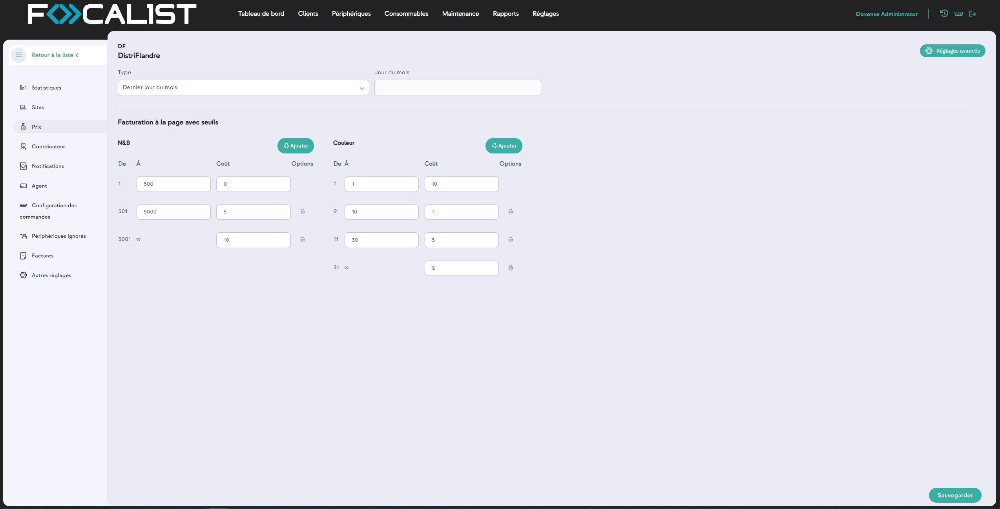 FOCALIST
Tableau de bord Clients Périphériques Consommables Maintenance Rapports Réglages
Doxense Administrator
Retour à la liste
Statistiques
Sites
Prix
Coordinateur
Notifications
Agent
Configuration des
commandes
Périphériques ignorés
Factures
Autres réglages
DF
DistriFlandre
Réglages avancés
Type
Dernier jour du mois
Jour du mois
Facturation à la page avec seuils
N&B
Ajouter
De À Coût Options
1 500 0
501 5000 5
5001 ∞ 10
Couleur
Ajouter
De À Coût Options
1 1 10
2 10 7
11 30 5
31 ∞ 2
Sauvegarder